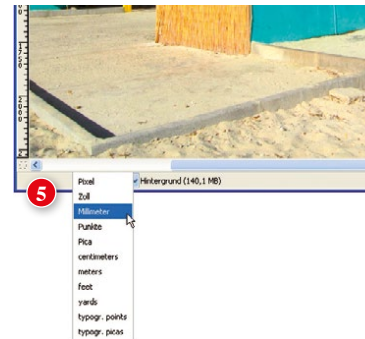 Hintergrund (140,1 MB)
5
Pixel
Zoll
Millimeter
Punkte
Pica
centimeters
meters
feet
yards
typogr. points
typogr. picas